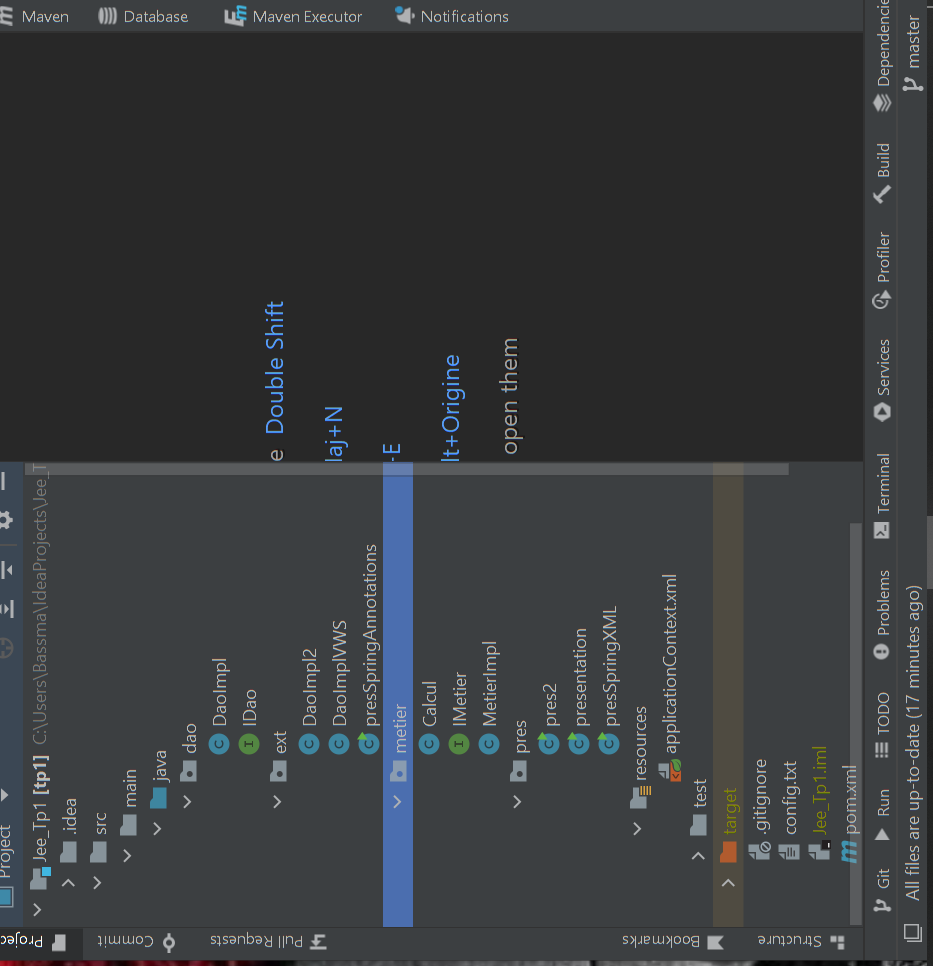 Project
Jee_Tp1 [tp1] C:\Users\Bassma\IdeaProjects\Jee_T
.idea
src
main
java
dao
DaoImpl
IDao
ext
DaoImpl2
DaoImplVWS
presSpringAnnotations
metier
Calcul
IMetier
MetierImpl
pres
pres2
presentation
presSpringXML
resources
applicationContext.xml
test
target
.gitignore
config.txt
Jee_Tp1.iml
pom.xml
e Double Shift
laj+N
-E
lt+Origine
open them
Maven
Database
Maven Executor
Notifications
Project
Commit
Pull Requests
Bookmarks
Structure
Git Run TODO Problems Terminal Services Profiler Build Dependencie
All files are up-to-date (17 minutes ago) master